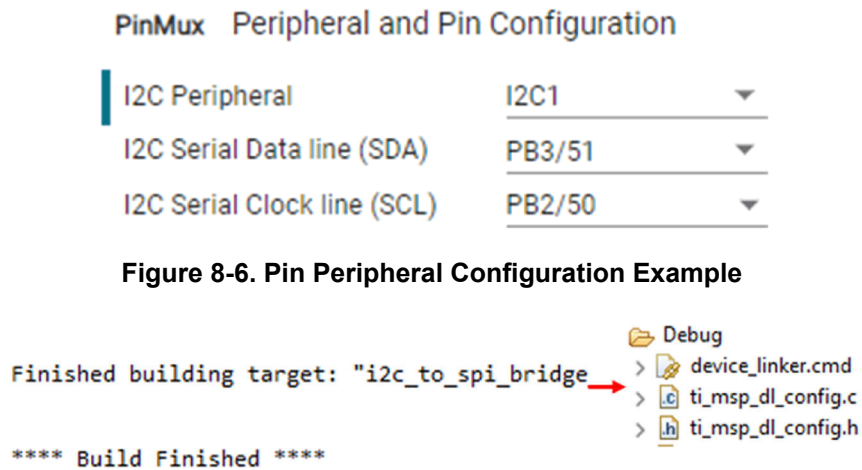 PinMux Peripheral and Pin Configuration
I2C Peripheral I2C1
I2C Serial Data line (SDA) PB3/51
I2C Serial Clock line (SCL) PB2/50
Figure 8-6. Pin Peripheral Configuration Example
Debug
Finished building target: "i2c_to_spi_bridge
device_linker.cmd
.c ti_msp_dl_config.c
.h ti_msp_dl_config.h
**** Build Finished ****